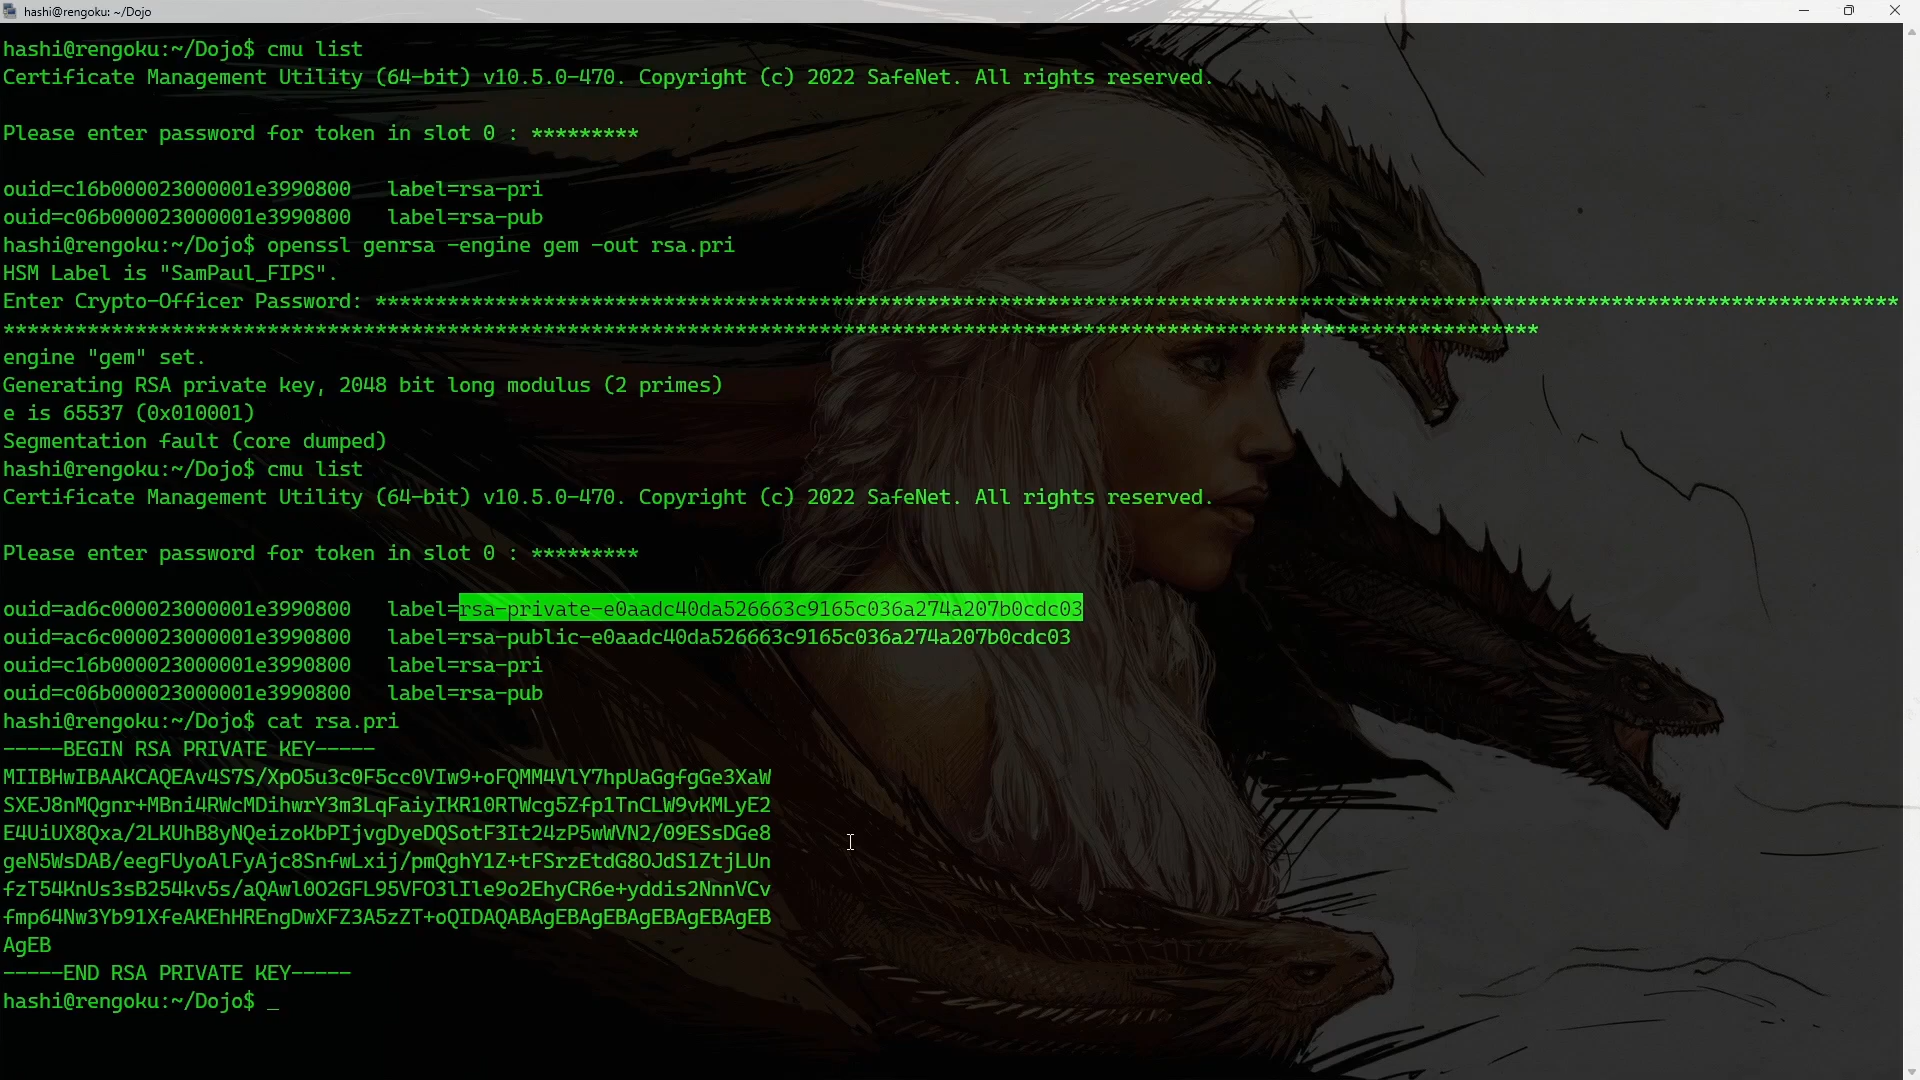 hashi@rengoku: ~/Dojo
hashi@rengoku:~/Dojo$ cmu list
Certificate Management Utility (64-bit) v10.5.0-470. Copyright (c) 2022 SafeNet. All rights reserved.
Please enter password for token in slot 0 : *********
ouid=c16b000023000001e3990800   label=rsa-pri
ouid=c06b000023000001e3990800   label=rsa-pub
hashi@rengoku:~/Dojo$ openssl genrsa -engine gem -out rsa.pri
HSM Label is "SamPaul_FIPS".
Enter Crypto-Officer Password: *******************************************************************************************************************************
********************************************************************************************************************************
engine "gem" set.
Generating RSA private key, 2048 bit long modulus (2 primes)
e is 65537 (0x010001)
Segmentation fault (core dumped)
hashi@rengoku:~/Dojo$ cmu list
Certificate Management Utility (64-bit) v10.5.0-470. Copyright (c) 2022 SafeNet. All rights reserved.
Please enter password for token in slot 0 : *********
ouid=ad6c000023000001e3990800   label=rsa-private-e0aadc40da526663c9165c036a274a207b0cdc03
ouid=ac6c000023000001e3990800   label=rsa-public-e0aadc40da526663c9165c036a274a207b0cdc03
ouid=c16b000023000001e3990800   label=rsa-pri
ouid=c06b000023000001e3990800   label=rsa-pub
hashi@rengoku:~/Dojo$ cat rsa.pri
-----BEGIN RSA PRIVATE KEY-----
MIIBHwIBAAKCAQEAv4S7S/XpO5u3c0F5cc0VIw9+oFQMM4VlY7hpUaGgfgGe3XaW
SXEJ8nMQgnr+MBni4RWcMDihwrY3m3LqFaiyIKR10RTWcg5Zfp1TnCLW9vKMLyE2
E4UiUX8Qxa/2LKUhB8yNQeizoKbPIjvgDyeDQSotF3It24zP5wWVN2/09ESsDGe8
geN5WsDAB/eegFUyoAlFyAjc8SnfwLxij/pmQghY1Z+tFSrzEtdG8OJdS1ZtjLUn
fzT54KnUs3sB254kv5s/aQAwl0O2GFL95VFO3lIle9o2EhyCR6e+yddis2NnnVCv
fmp64Nw3Yb91XfeAKEhHREngDwXFZ3A5zZT+oQIDAQABAgEBAgEBAgEBAgEBAgEB
AgEB
-----END RSA PRIVATE KEY-----
hashi@rengoku:~/Dojo$ _